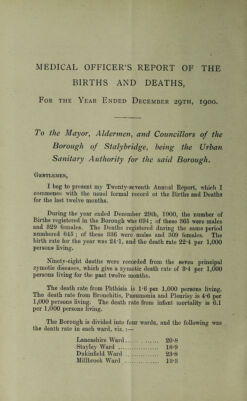 MEDICAL OFFICER'S REPORT OF THE
BIRTHS AND DEATHS,
FOR THE YEAR ENDED DECEMBER 29TH, 1900.
To the Mayor, Aldermen, and Councillors of the
Borough of Stalybridge, being the Urban
Sanitary Authority for the said Borough.
GENTLEMEN,
I beg to present my Twenty-seventh Annual Report, which I
commence with the usual formal record ot the Births and Deaths
for the last twelve months.
During the year ended December 29th, 1900, the number of
Births registered in the Borough was 694; of these 365 were males
and 329 females. The Deaths registered during the same period
numbered 645; of these 336 were males and 309 females. The
birth rate for the year was 24·1, and the death rate 22·4 per 1,000
persons living.
Ninety-eight deaths were recorded from the seven principal
zymotic diseases, which give a zymotic death rate of 3·4 per 1,000
persons living for the past twelve months.
The death rate from Phthisis is 1·6 per 1,000 persons living.
The death rate from Bronchitis, Pneumonia and Pleurisy is 4·6 per
1,000 persons living. The death rate from infant mortality is 6.1
per 1,000 persons living.
The Borough is divided into four wards, and the following was
the death rate in each ward, viz.:—
Lancashire Ward............ 20·8
Stayley Ward ............... 18·9
Dukinfield Ward ............ 23·8
Millbrook Ward ............ 13·3